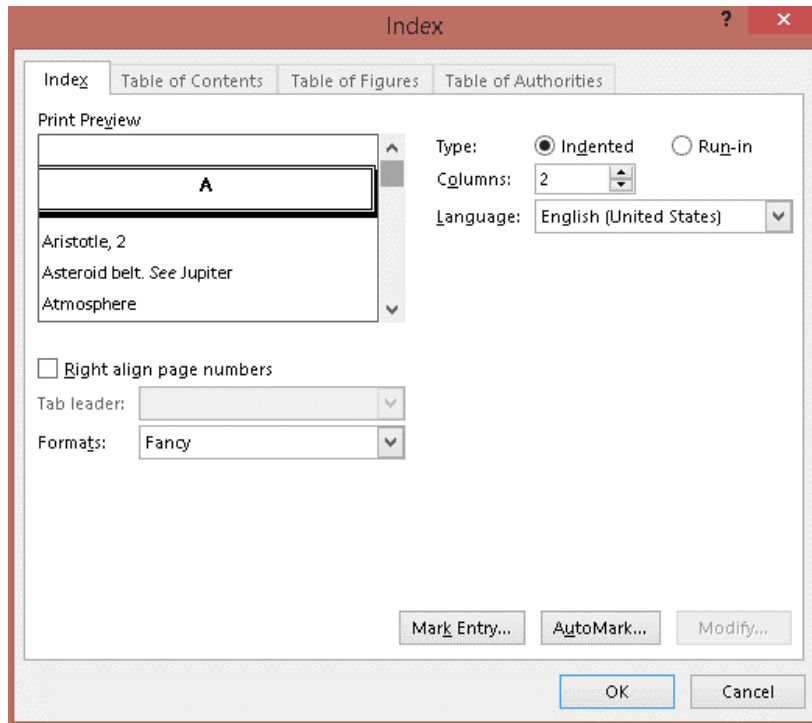 Index
?
Index Table of Contents Table of Figures Table of Authorities
Print Preview
A
Aristotle, 2
Asteroid belt. See Jupiter
Atmosphere
Type: Indented Run-in
Columns: 2
Language: English (United States)
Right align page numbers
Tab leader:
Formats: Fancy
Mark Entry... AutoMark... Modify...
OK Cancel